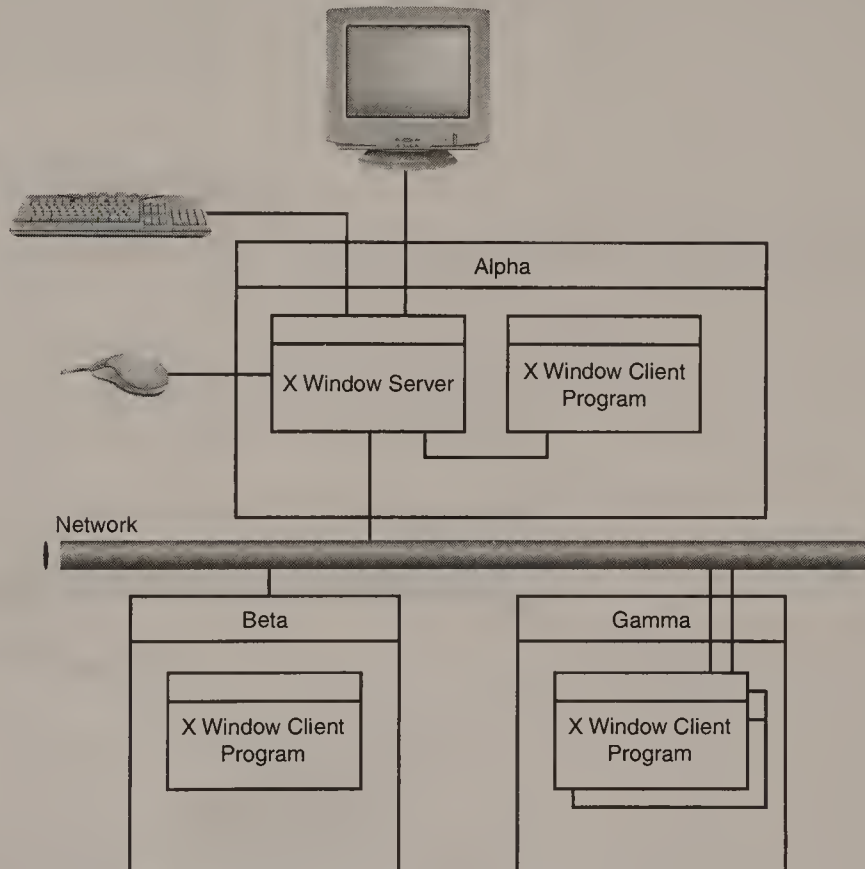 Alpha
X Window Server
X Window Client
Program
Network
Beta
Gamma
X Window Client
Program
X Window Client
Program